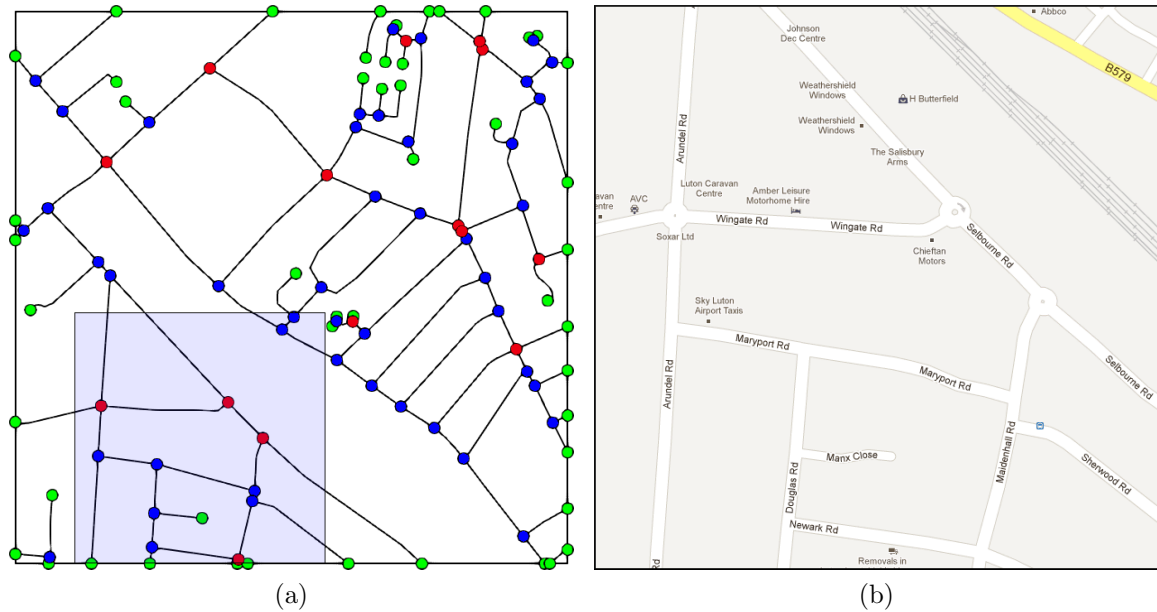 Abbco
B579
Johnson
Dec Centre
Weathershield
Windows
H Butterfield
Weathershield
Windows
Arundel Rd
The Salisbury
Arms
Luton Caravan
Centre
Amber Leisure
Motorhome Hire
avan
entre
AVC
Wingate Rd
Wingate Rd
Soxar Ltd
Selbourne Rd
Chieftan
Motors
Sky Luton
Airport Taxis
Maryport Rd
Maryport Rd
Arundel Rd
Selbourne Rd
Maidenhall Rd
Manx Close
Sherwood Rd
Douglas Rd
Newark Rd
Removals in
Rd
(a)
(b)